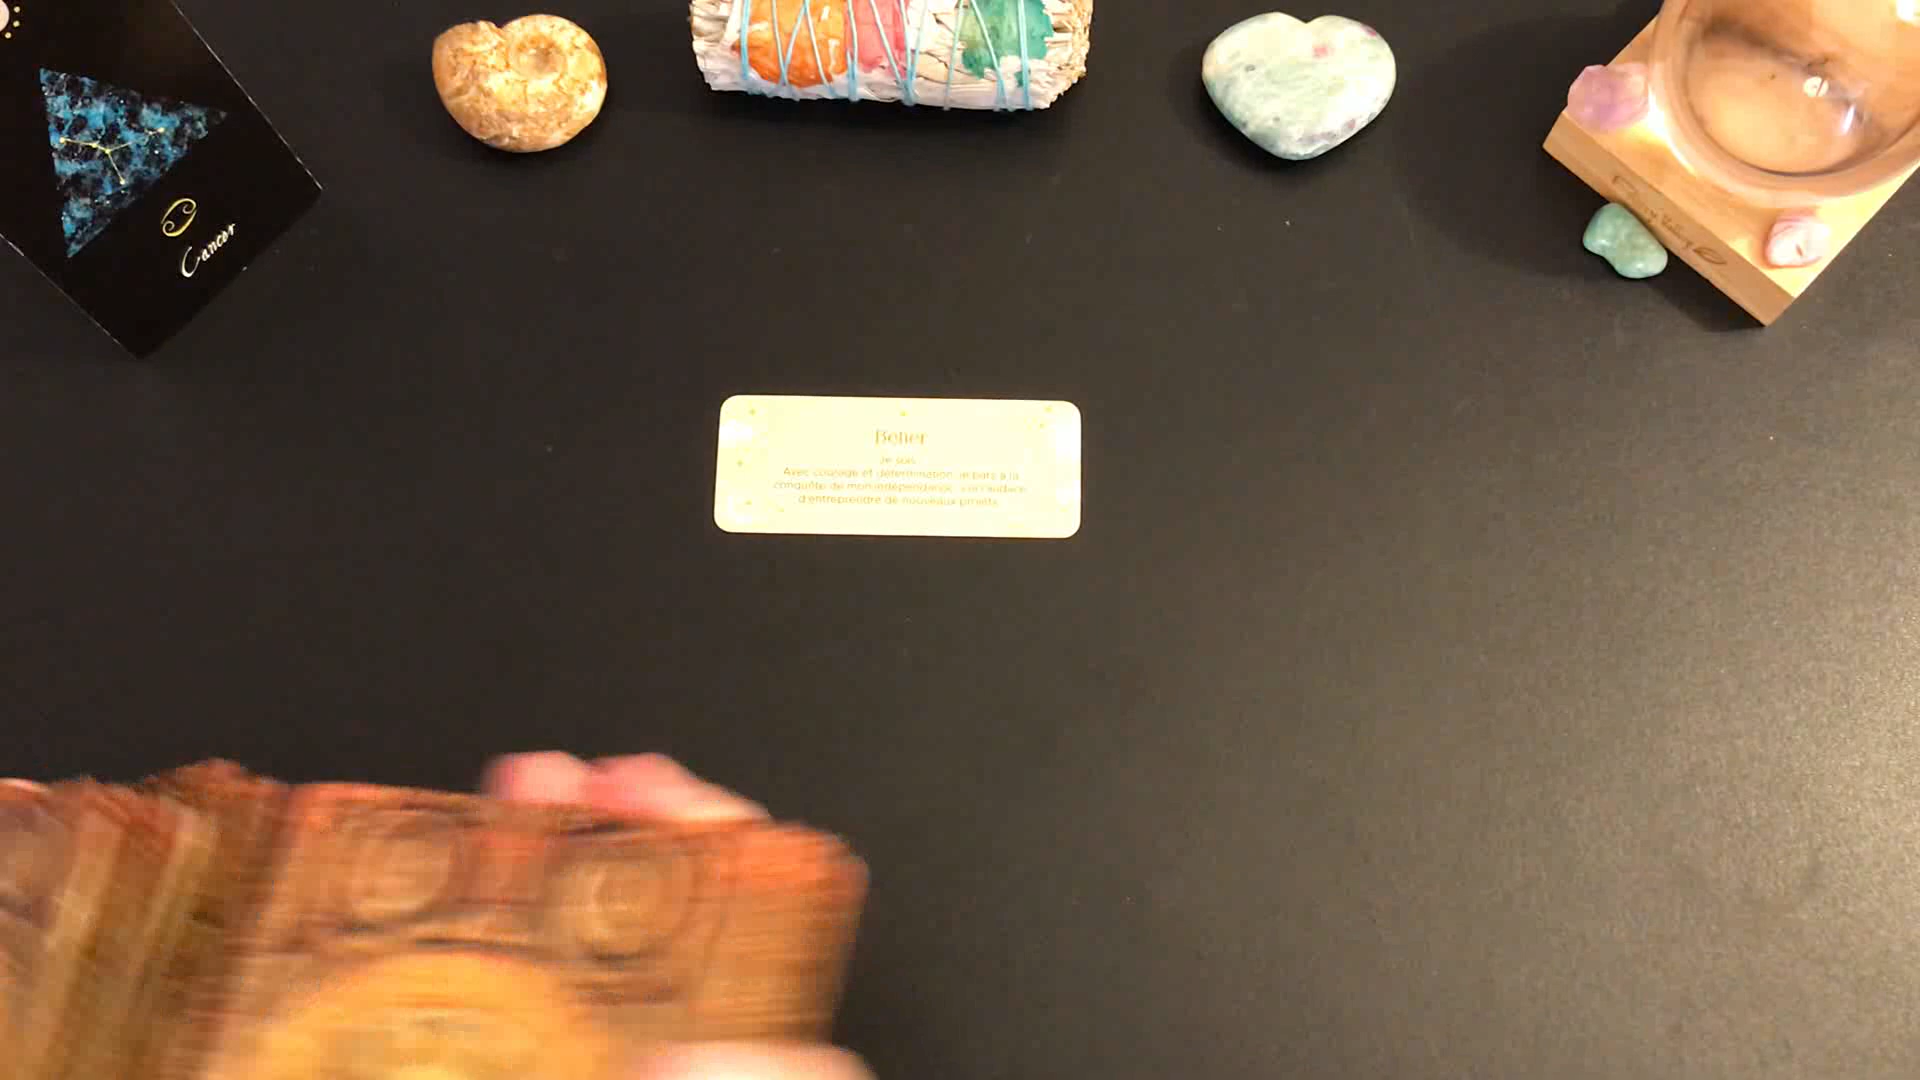 Cancer
Bélier
Je suis
Avec courage et détermination, je pars à la
conquête de mon indépendance. J'ai l'audace
d'entreprendre de nouveaux projets.